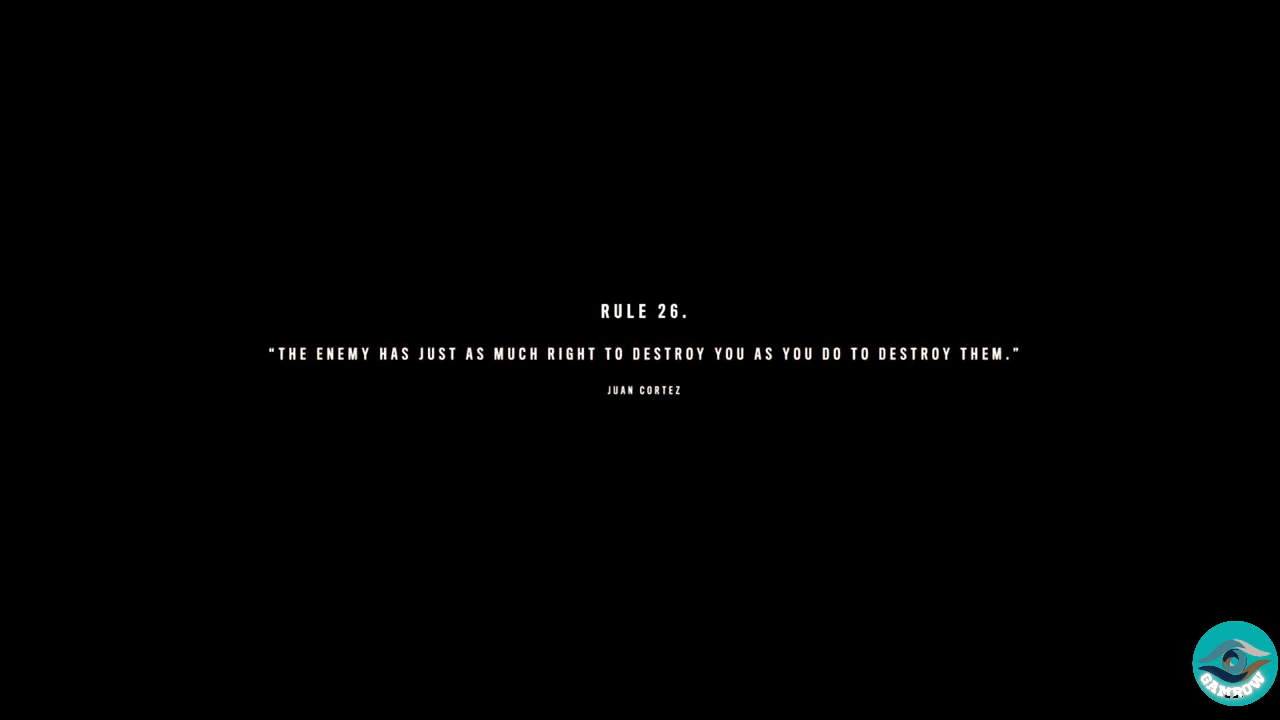 RULE 26.
“THE ENEMY HAS JUST AS MUCH RIGHT TO DESTROY YOU AS YOU DO TO DESTROY THEM.”
JUAN CORTEZ
GAMROW